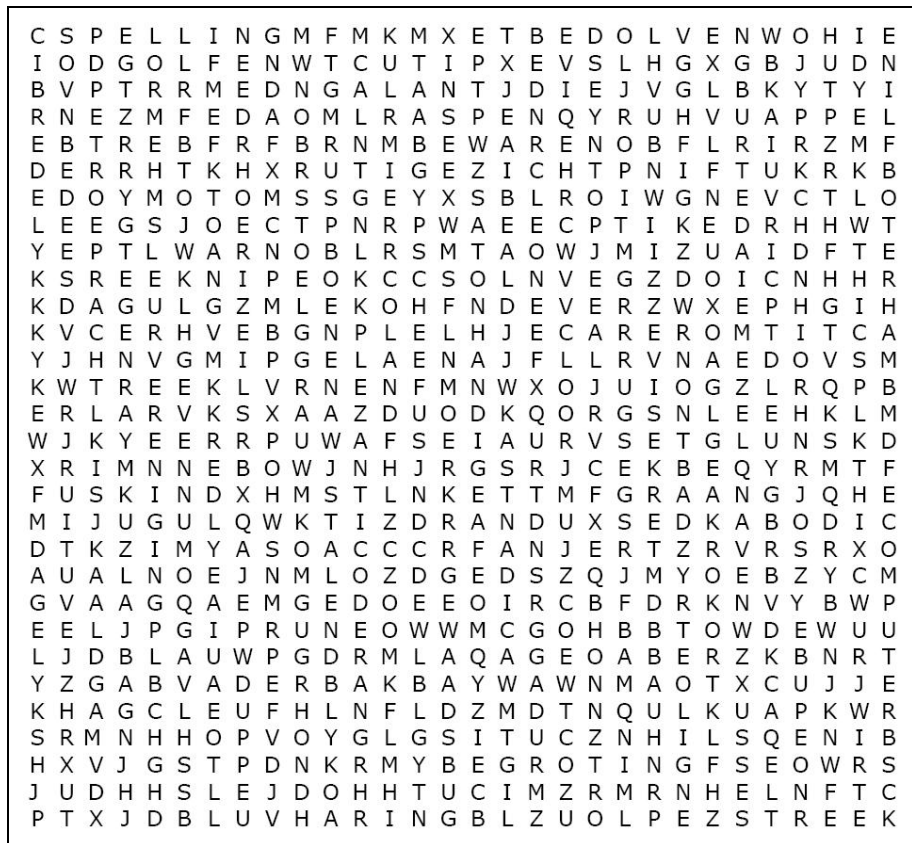 C S P E L L I N G M F M K M X E T B E D O L V E N W O H I E
I O D G O L F E N W T C U T I P X E V S L H G X G B J U D N
B V P T R R M E D N G A L A N T J D I E J V G L B K Y T Y I
R N E Z M F E D A O M L R A S P E N Q Y R U H V U A P P E L
E B T R E B F R F B R N M B E W A R E N O B F L R I R Z M F
D E R R H T K H X R U T I G E Z I C H T P N I F T U K R K B
E D O Y M O T O M S S G E Y X S B L R O I W G N E V C T L O
L E E G S J O E C T P N R P W A E E C P T I K E D R H H W T
Y E P T L W A R N O B L R S M T A O W J M I Z U A I D F T E
K S R E E K N I P E O K C C S O L N V E G Z D O I C N H H R
K D A G U L G Z M L E K O H F N D E V E R Z W X E P H G I H
K V C E R H V E B G N P L E L H J E C A R E R O M T I T C A
Y J H N V G M I P G E L A E N A J F L L R V N A E D O V S M
K W T R E E K L V R N E N F M N W X O J U I O G Z L R Q P B
E R L A R V K S X A A Z D U O D K Q O R G S N L E E H K L M
W J K Y E E R R P U W A F S E I A U R V S E T G L U N S K D
X R I M N N E B O W J N H J R G S R J C E K B E Q Y R M T F
F U S K I N D X H M S T L N K E T T M F G R A A N G J Q H E
M I J U G U L Q W K T I Z D R A N D U X S E D K A B O D I C
D T K Z I M Y A S O A C C C R F A N J E R T Z R V R S R X O
A U A L N O E J N M L O Z D G E D S Z Q J M Y O E B Z Y C M
G V A A G Q A E M G E D O E E O I R C B F D R K N V Y B W P
E E L J P G I P R U N E O W W M C G O H B B T O W D E W U U
L J D B L A U W P G D R M L A Q A G E O A B E R Z K B N R T
Y Z G A B V A D E R B A K B A Y W A W N M A O T X C U J J E
K H A G C L E U F H L N F L D Z M D T N Q U L K U A P K W R
S R M N H H O P V O Y G L G S I T U C Z N H I L S Q E N I B
H X V J G S T P D N K R M Y B E G R O T I N G F S E O W R S
J U D H H S L E J D O H H T U C I M Z R M R N H E L N F T C
P T X J D B L U V H A R I N G B L Z U O L P E Z S T R E E K